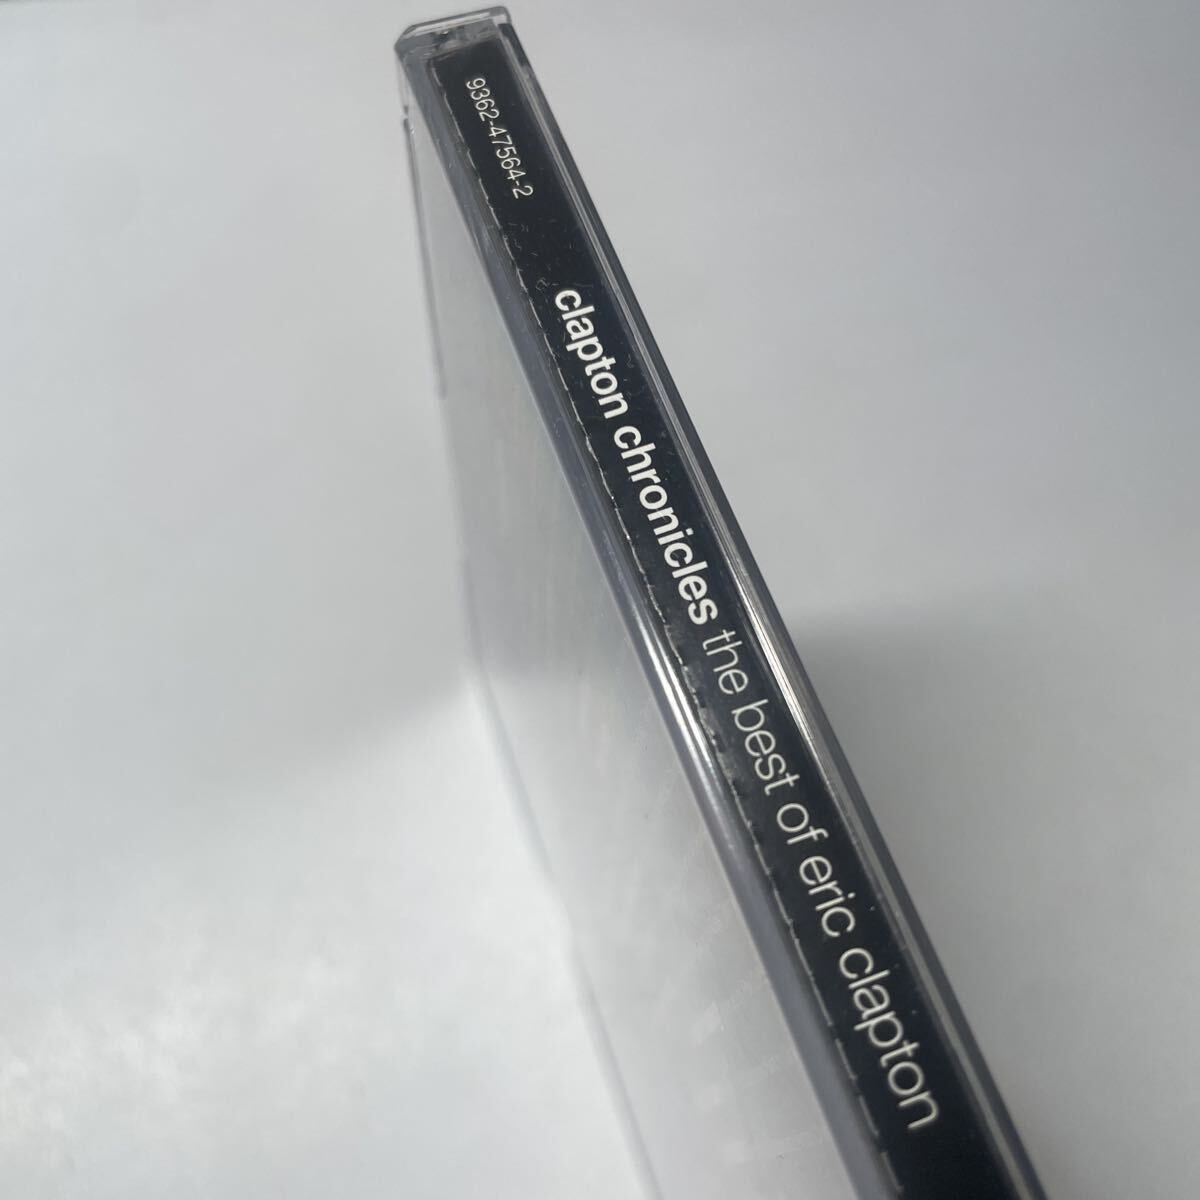 9362-47564-2
clapton chronicles the best of eric clapton